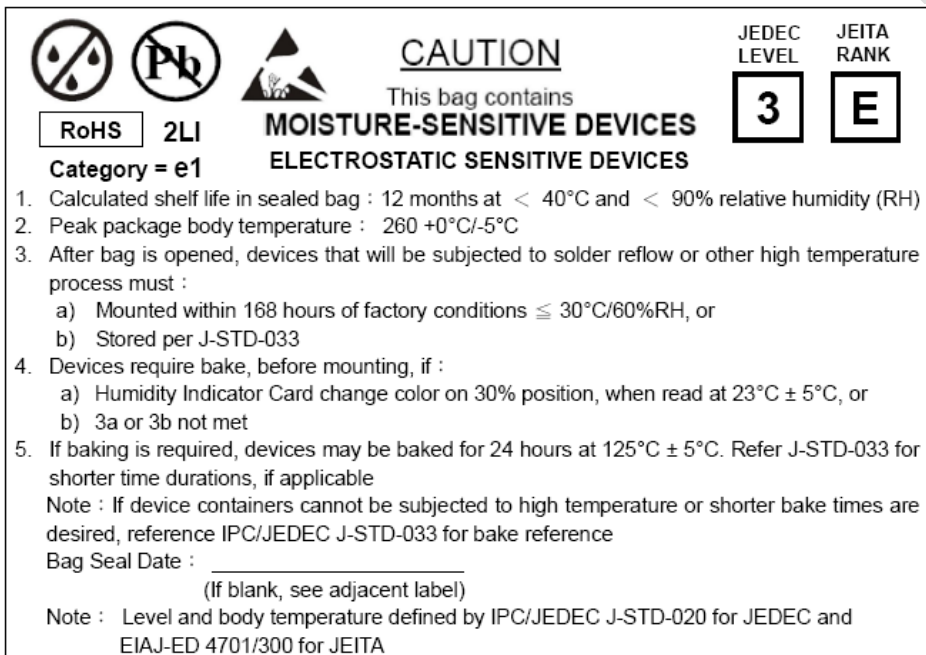 Pb
CAUTION
JEDEC LEVEL
JEITA RANK
This bag contains
3
E
RoHS 2LI
MOISTURE-SENSITIVE DEVICES
Category = e1
ELECTROSTATIC SENSITIVE DEVICES
1. Calculated shelf life in sealed bag : 12 months at < 40°C and < 90% relative humidity (RH)
2. Peak package body temperature : 260 +0°C/-5°C
3. After bag is opened, devices that will be subjected to solder reflow or other high temperature
process must :
a) Mounted within 168 hours of factory conditions ≦ 30°C/60%RH, or
b) Stored per J-STD-033
4. Devices require bake, before mounting, if :
a) Humidity Indicator Card change color on 30% position, when read at 23°C ± 5°C, or
b) 3a or 3b not met
5. If baking is required, devices may be baked for 24 hours at 125°C ± 5°C. Refer J-STD-033 for
shorter time durations, if applicable
Note : If device containers cannot be subjected to high temperature or shorter bake times are
desired, reference IPC/JEDEC J-STD-033 for bake reference
Bag Seal Date :
(If blank, see adjacent label)
Note : Level and body temperature defined by IPC/JEDEC J-STD-020 for JEDEC and
EIAJ-ED 4701/300 for JEITA